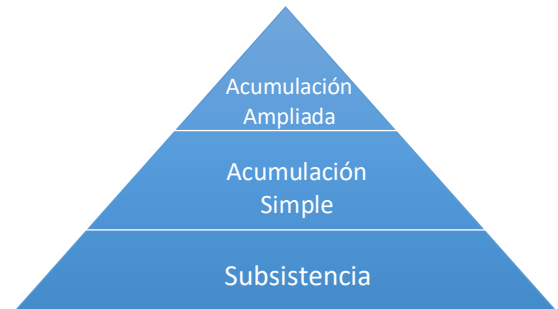 Acumulación
Ampliada
Acumulación
Simple
Subsistencia